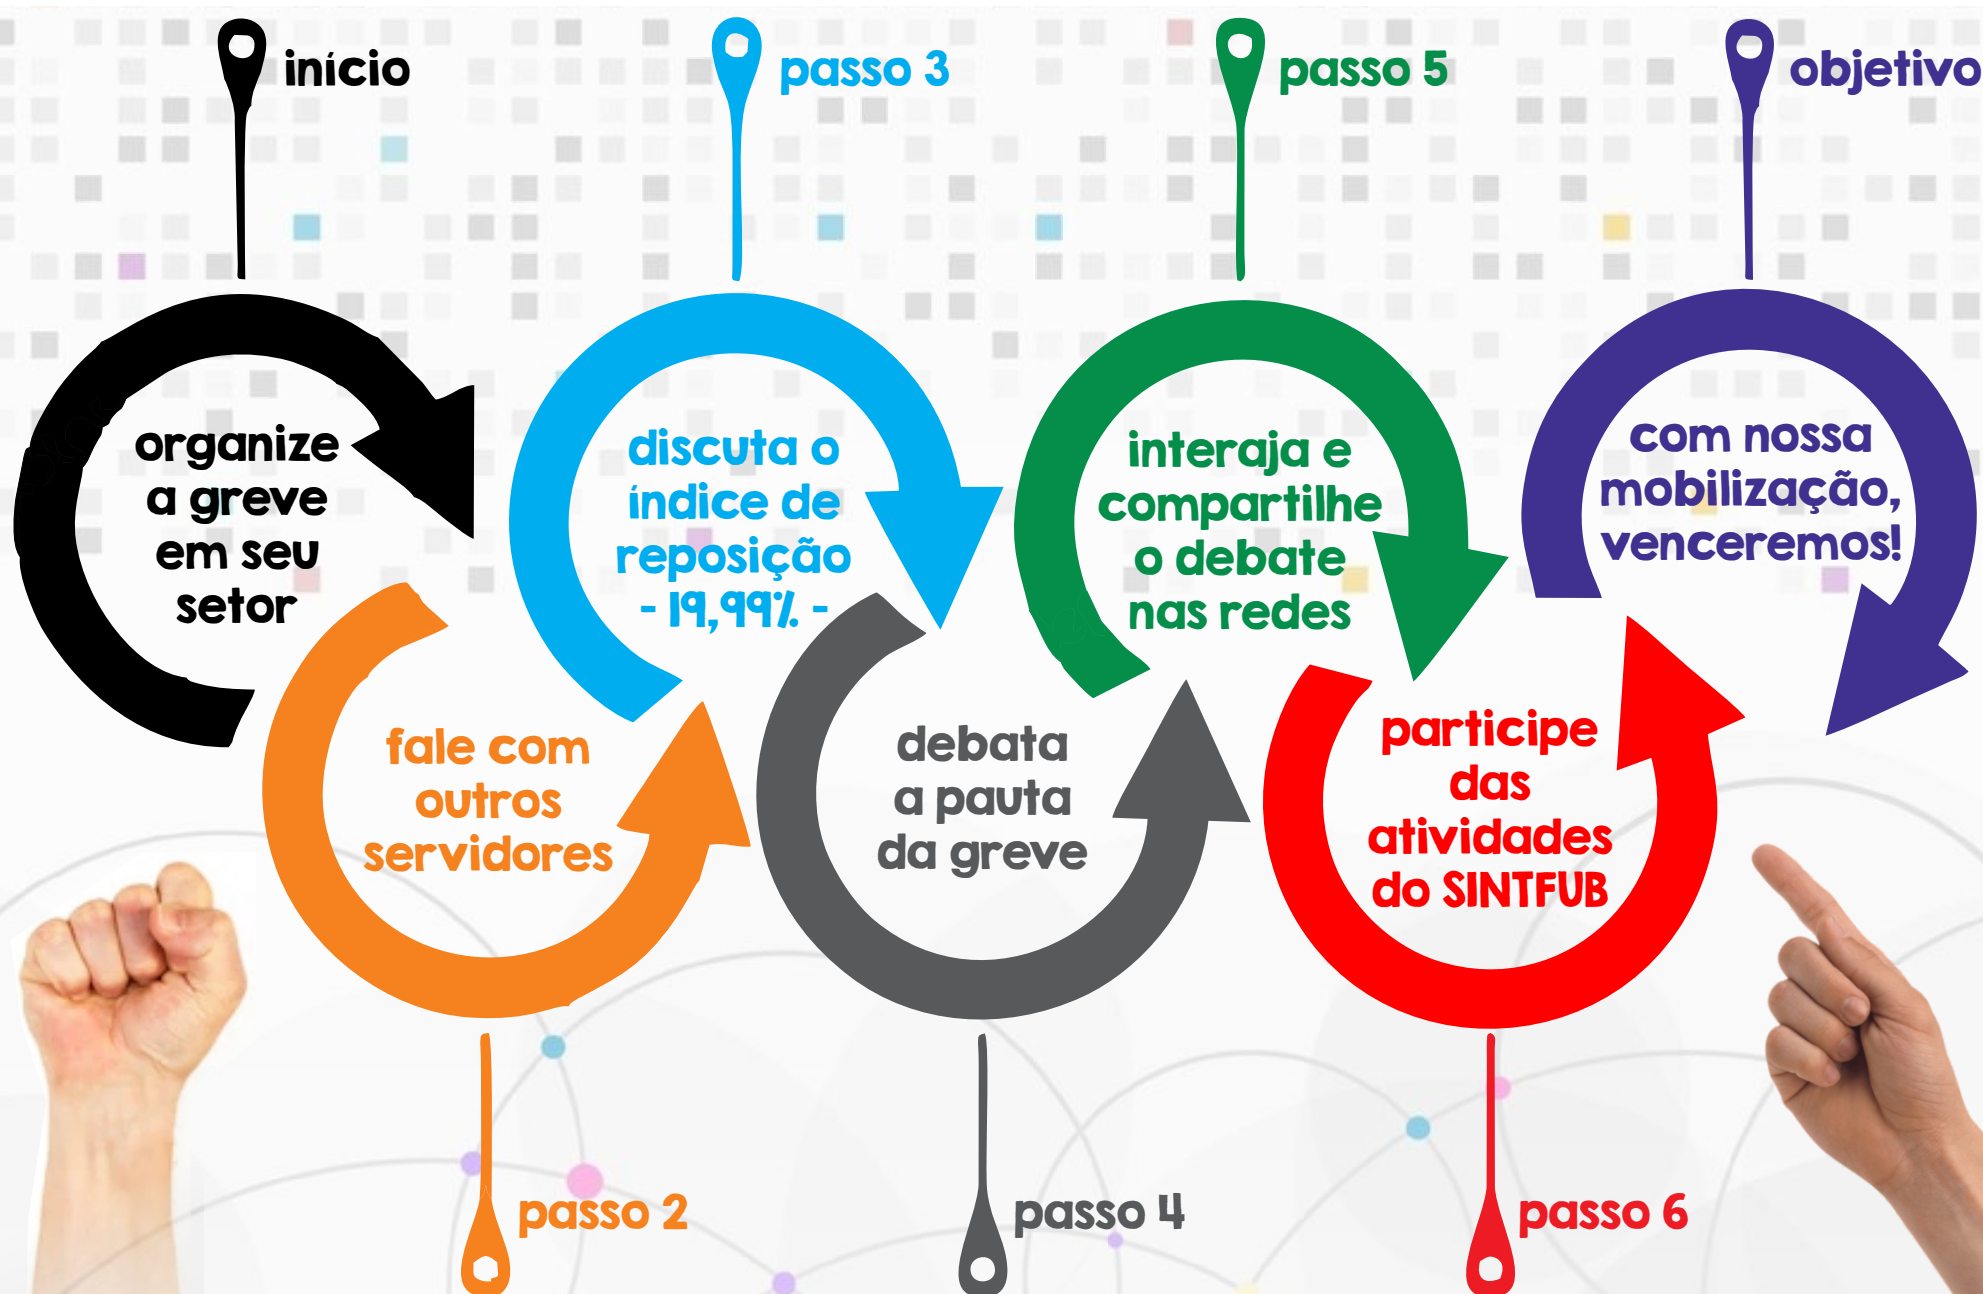 início
organize
a greve
em seu
setor
passo 2
fale com
outros
servidores
passo 3
discuta o
índice de
reposição
- 19,99% -
passo 4
debata
a pauta
da greve
passo 5
interaja e
compartilhe
o debate
nas redes
passo 6
participe
das
atividades
do SINTFUB
objetivo
com nossa
mobilização,
venceremos!